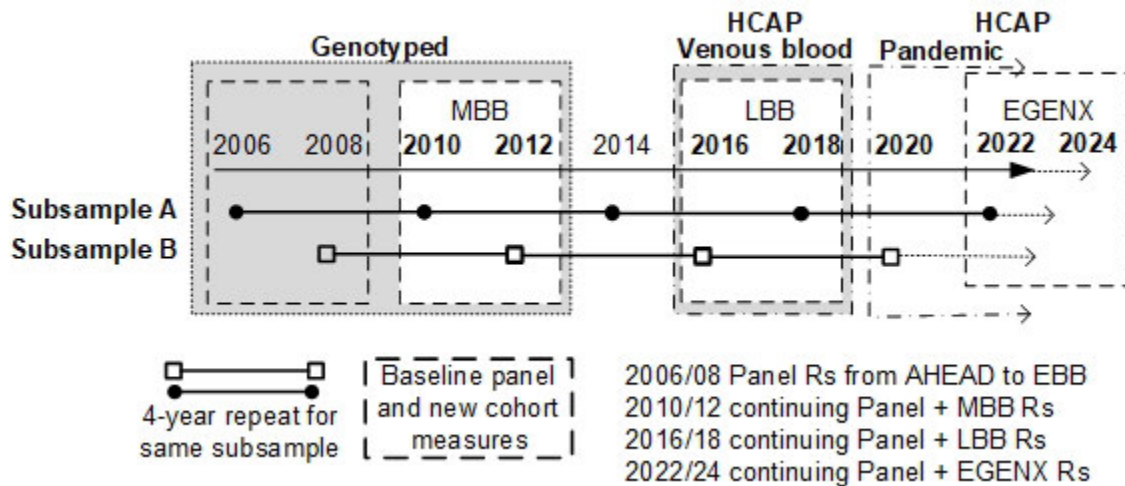 HCAP HCAP
Genotyped Venous blood Pandemic
MBB LBB EGENX
2006 2008 2010 2012 2014 2016 2018 2020 2022 2024
Subsample A
Subsample B
4-year repeat for
same subsample
Baseline panel
and new cohort
measures
2006/08 Panel Rs from AHEAD to EBB
2010/12 continuing Panel + MBB Rs
2016/18 continuing Panel + LBB Rs
2022/24 continuing Panel + EGENX Rs